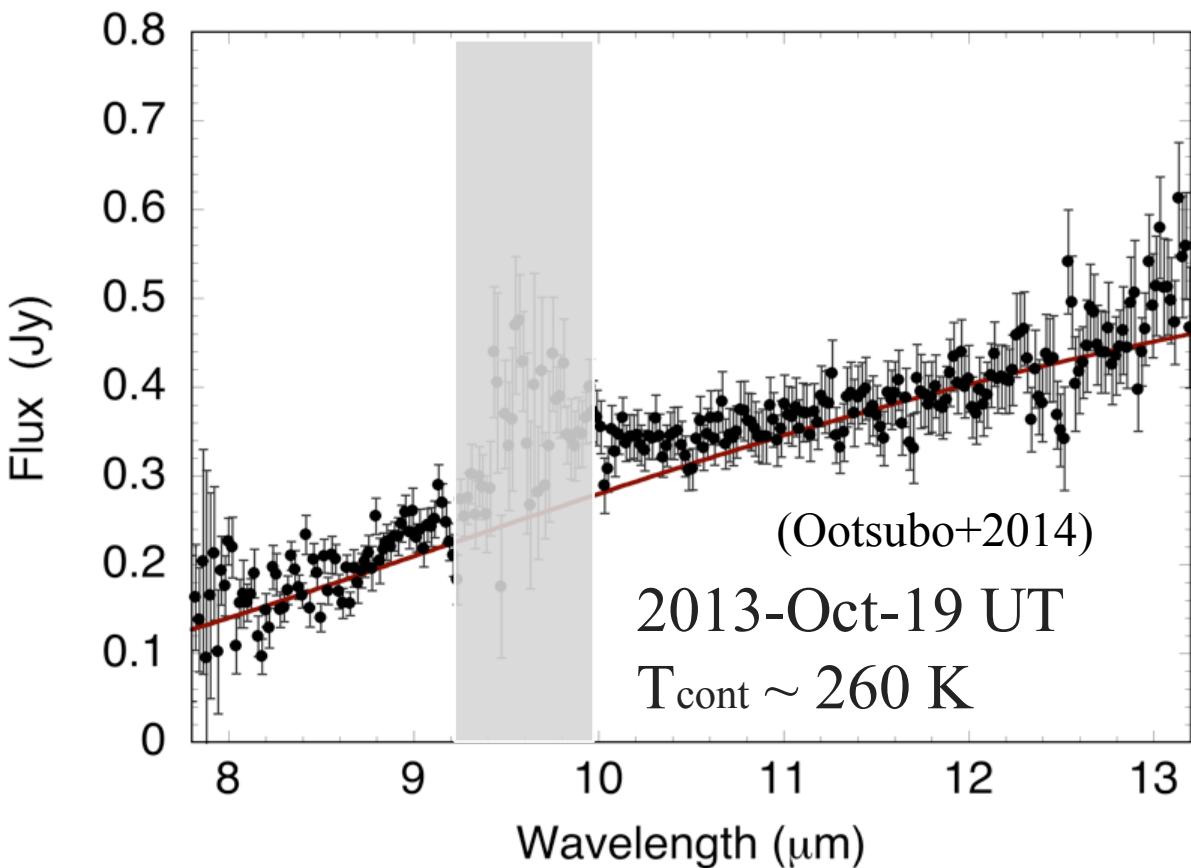 0.8
0.7
0.6
0.5
0.4
0.3
0.2
0.1
0
Flux (Jy)
(Ootsubo+2014)
2013-Oct-19 UT
Tcont ~ 260 K
8 9 10 11 12 13
Wavelength (μm)